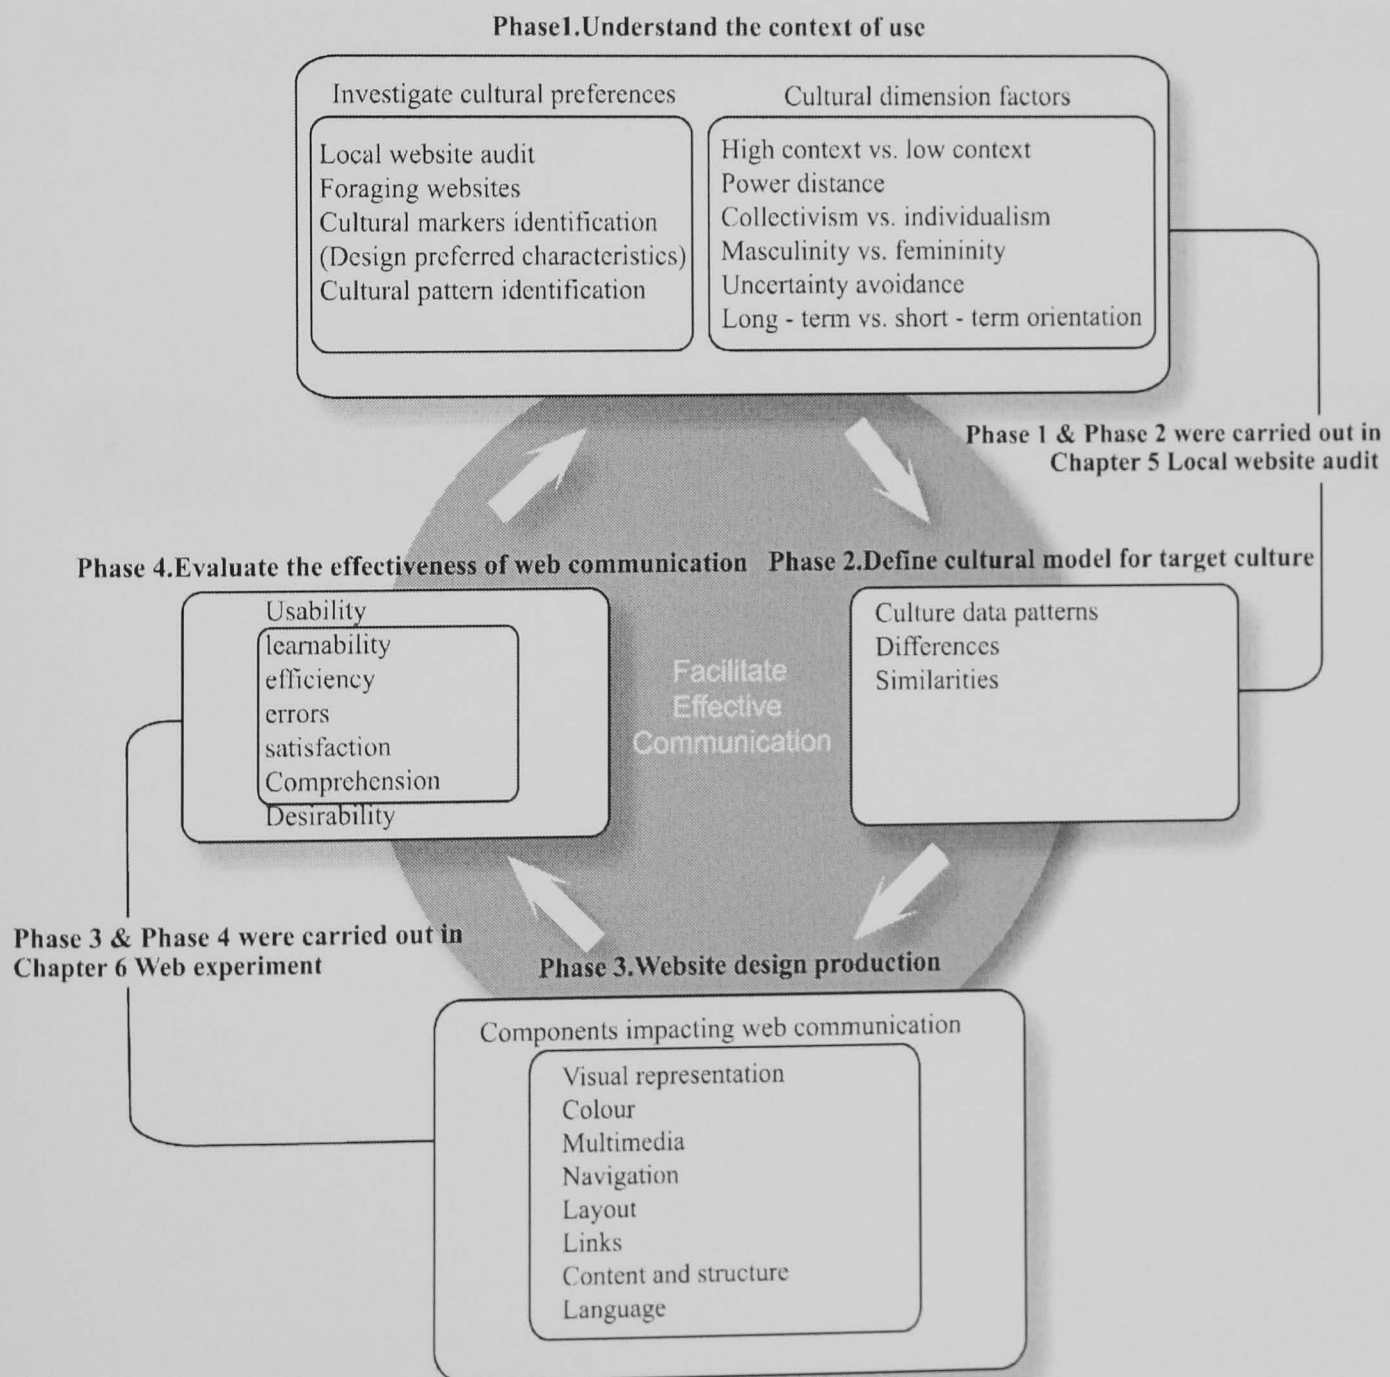 Phase1.Understand the context of use
Investigate cultural preferences
Local website audit
Foraging websites
Cultural markers identification
(Design preferred characteristics)
Cultural pattern identification
Cultural dimension factors
High context vs. low context
Power distance
Collectivism vs. individualism
Masculinity vs. femininity
Uncertainty avoidance
Long - term vs. short - term orientation
Phase 1 & Phase 2 were carried out in
Chapter 5 Local website audit
Phase 4.Evaluate the effectiveness of web communication
Usability
learnability
efficiency
errors
satisfaction
Comprehension
Desirability
Facilitate
Effective
Communication
Phase 2.Define cultural model for target culture
Culture data patterns
Differences
Similarities
Phase 3 & Phase 4 were carried out in
Chapter 6 Web experiment
Phase 3.Website design production
Components impacting web communication
Visual representation
Colour
Multimedia
Navigation
Layout
Links
Content and structure
Language